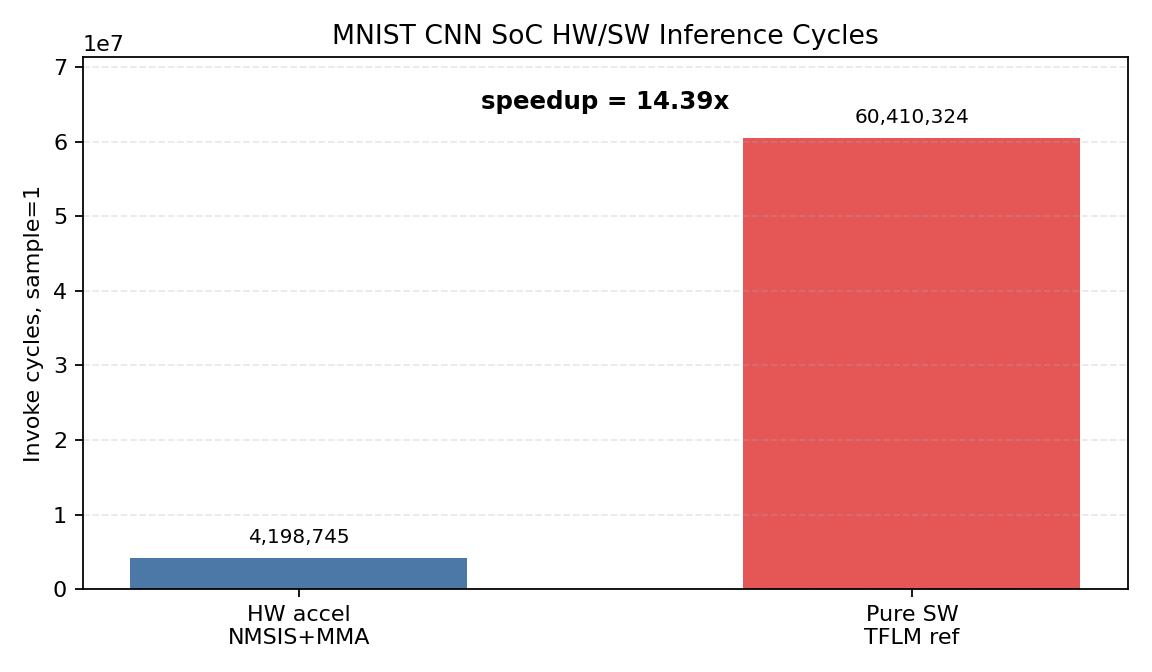 MNIST CNN SoC HW/SW Inference Cycles
1e7
7
6
5
4
3
2
1
0
Invoke cycles, sample=1
speedup = 14.39x
60,410,324
4,198,745
HW accel
NMSIS+MMA
Pure SW
TFLM ref